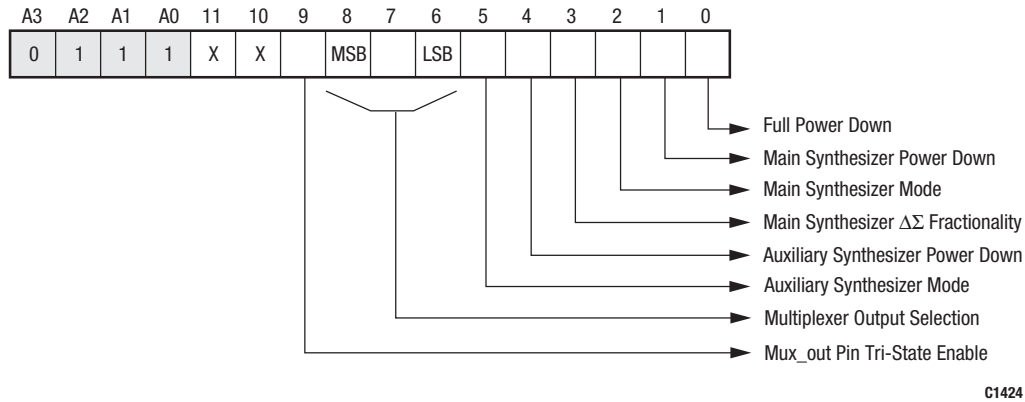 A3 A2 A1 A0 11 10 9 8 7 6 5 4 3 2 1 0
0 1 1 1 X X MSB LSB
Full Power Down
Main Synthesizer Power Down
Main Synthesizer Mode
Main Synthesizer ΔΣ Fractionality
Auxiliary Synthesizer Power Down
Auxiliary Synthesizer Mode
Multiplexer Output Selection
Mux_out Pin Tri-State Enable
C1424